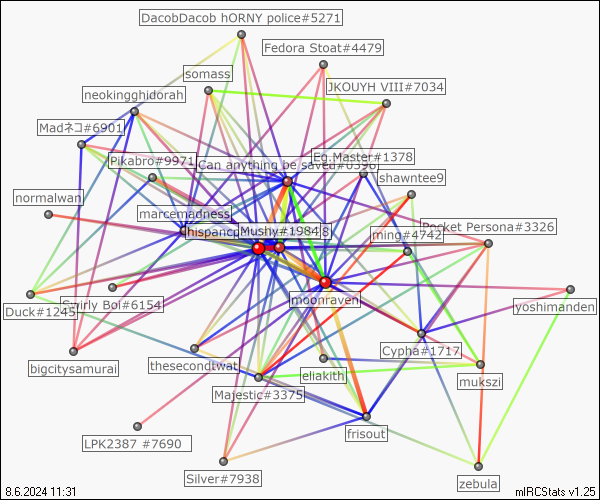 DacobDacob hORNY police#5271
Fedora Stoat#4479
somass
JKOUYH VIII#7034
neokingghidorah
Madネコ#6901
Eg.Master#1378
Pikabro#9971
Can anything be saved
shawntee9
normalwan
marcemadness
Pocket Persona#3326
Mushy#1984
ming#4742
moonraven
Duck#1245
Swirly Boi#6154
yoshimanden
bigcitysamurai
thesecondtwat
eliakith
Cypha#1717
mukszi
Majestic#3375
frisout
LPK2387 #7690
Silver#7938
zebula
8.6.2024 11:31
mIRCStats v1.25